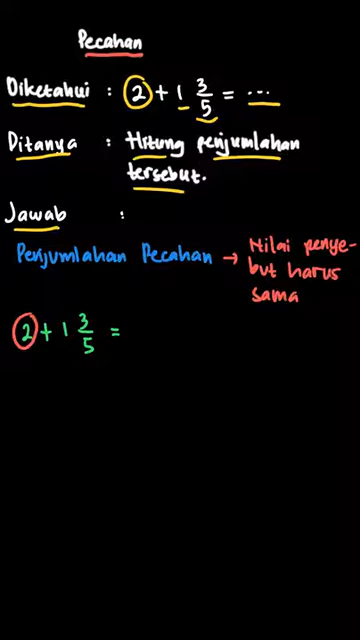 Pecahan
Diketahui : 2 + 1 3/5 = ...
Ditanya : Hitung penjumlahan
tersebut.
Jawab :
Penjumlahan Pecahan → Nilai penye-
but harus
sama
2 + 1 3/5 =